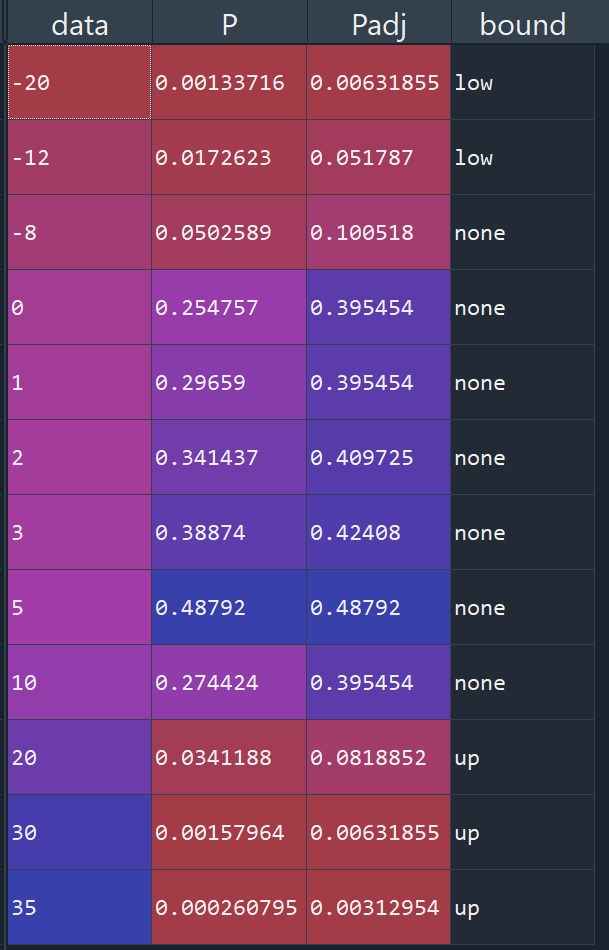 data P Padj bound
-20 0.00133716 0.00631855 low
-12 0.0172623 0.051787 low
-8 0.0502589 0.100518 none
0 0.254757 0.395454 none
1 0.29659 0.395454 none
2 0.341437 0.409725 none
3 0.38874 0.42408 none
5 0.48792 0.48792 none
10 0.274424 0.395454 none
20 0.0341188 0.0818852 up
30 0.00157964 0.00631855 up
35 0.000260795 0.00312954 up